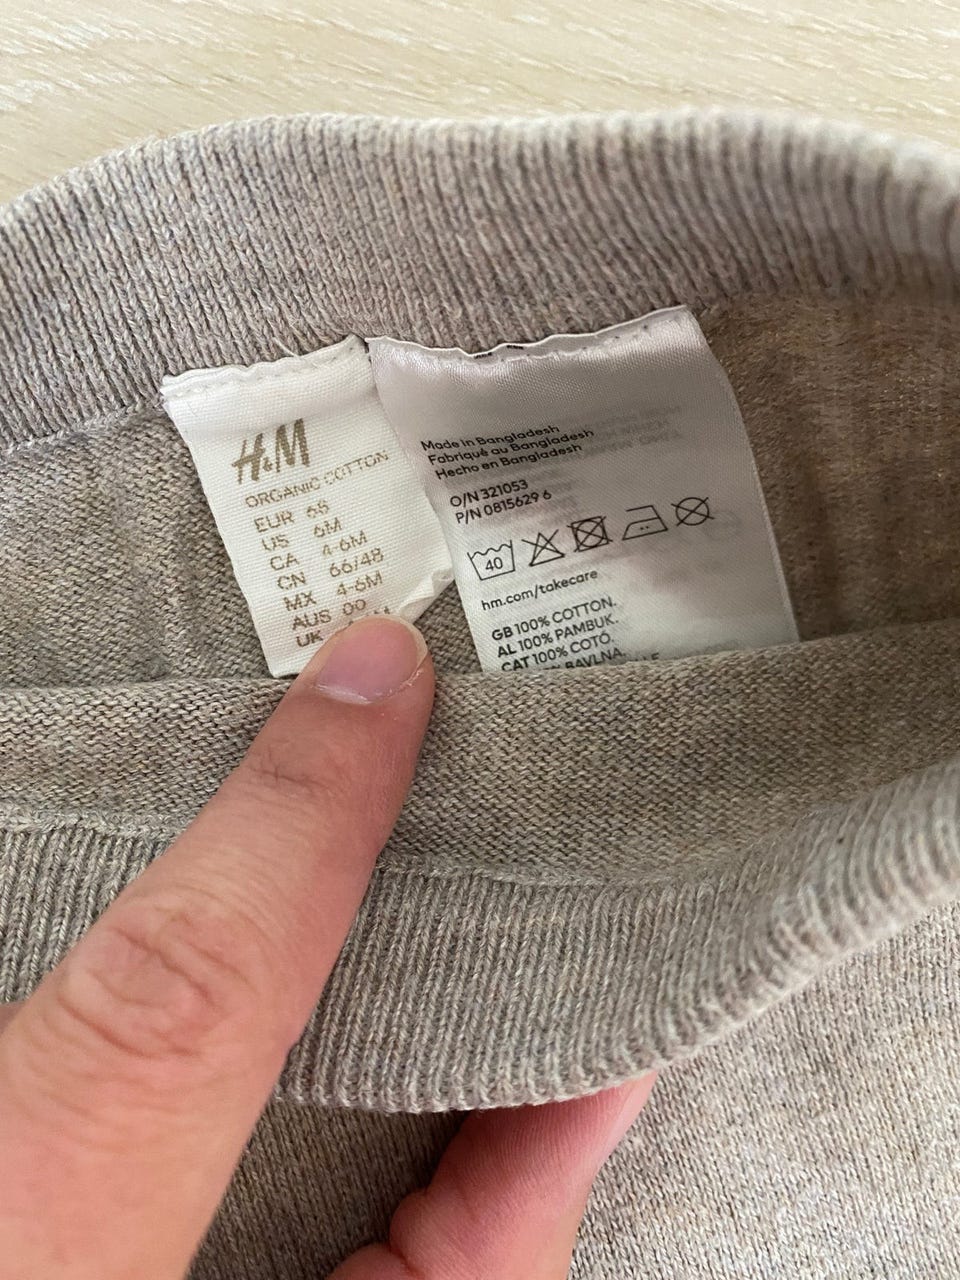 H&M
ORGANIC COTTON
EUR 68
US 6M
CA 4-6M
CN 66/48
MX 4-6M
AUS 00
UK
Made in Bangladesh
Fabriqué au Bangladesh
Hecho en Bangladesh
O/N 321053
P/N 0815629 6
40
hm.com/takecare
GB 100% COTTON.
AL 100% PAMBUK.
CAT 100% COTÓ.
BAVLNA.